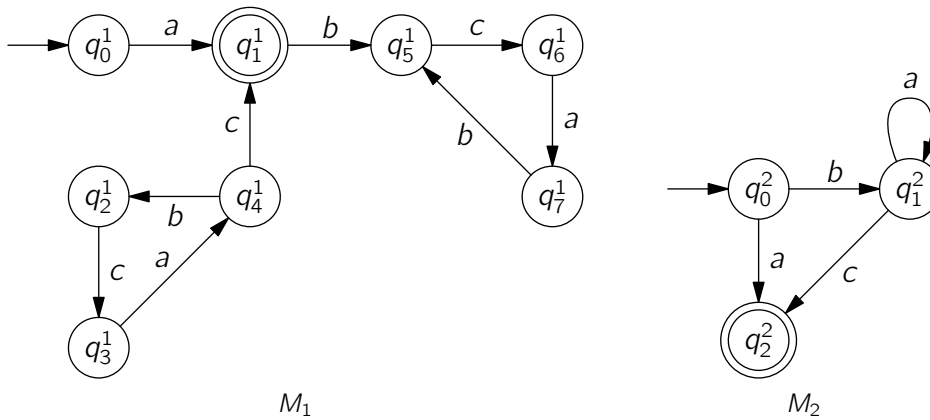 q_0^1 a q_1^1 b q_5^1 c q_6^1
c b a a
q_2^1 b q_4^1 q_7^1 q_0^2 b q_1^2
c a a c
q_3^1 q_2^2
M_1 M_2